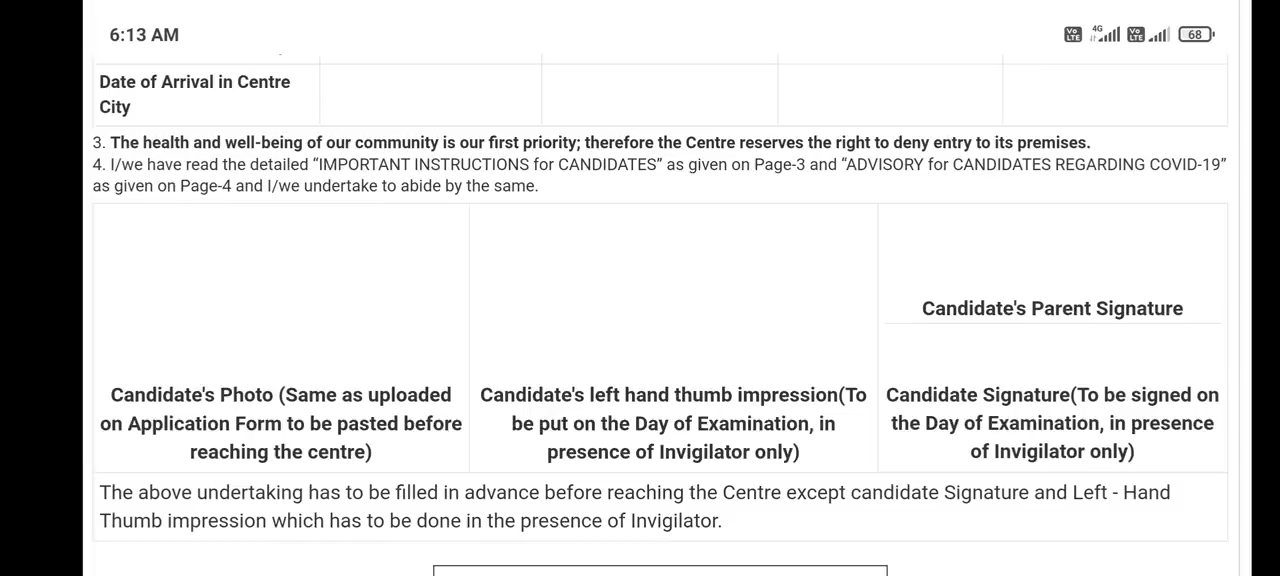 6:13 AM
Vo LTE 4G Vo LTE 68
Date of Arrival in Centre
City
3. The health and well-being of our community is our first priority; therefore the Centre reserves the right to deny entry to its premises.
4. I/we have read the detailed “IMPORTANT INSTRUCTIONS for CANDIDATES” as given on Page-3 and “ADVISORY for CANDIDATES REGARDING COVID-19”
as given on Page-4 and I/we undertake to abide by the same.
Candidate's Photo (Same as uploaded
on Application Form to be pasted before
reaching the centre)
Candidate's left hand thumb impression(To
be put on the Day of Examination, in
presence of Invigilator only)
Candidate's Parent Signature
Candidate Signature(To be signed on
the Day of Examination, in presence
of Invigilator only)
The above undertaking has to be filled in advance before reaching the Centre except candidate Signature and Left - Hand
Thumb impression which has to be done in the presence of Invigilator.